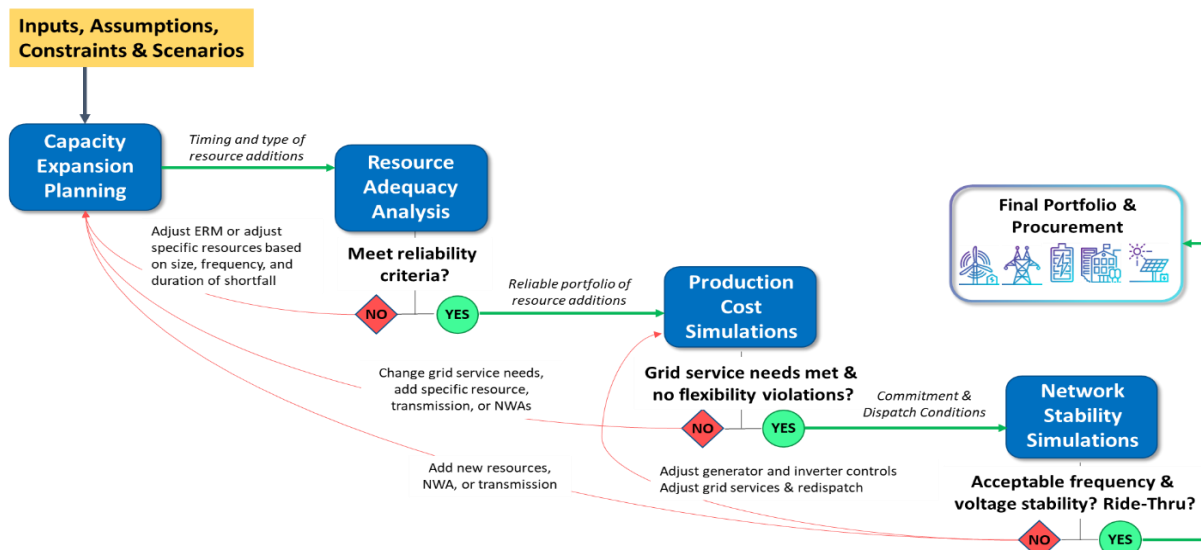 Inputs, Assumptions,
Constraints & Scenarios
Capacity
Expansion
Planning
Timing and type of
resource additions
Resource
Adequacy
Analysis
Adjust ERM or adjust
specific resources based
on size, frequency, and
duration of shortfall
Meet reliability
criteria?
NO
YES
Reliable portfolio of
resource additions
Production
Cost
Simulations
Final Portfolio &
Procurement
Change grid service needs,
add specific resource,
transmission, or NWAs
Grid service needs met &
no flexibility violations?
NO
YES
Commitment &
Dispatch Conditions
Network
Stability
Simulations
Add new resources,
NWA, or transmission
Adjust generator and inverter controls
Adjust grid services & redispatch
Acceptable frequency &
voltage stability? Ride-Thru?
NO
YES